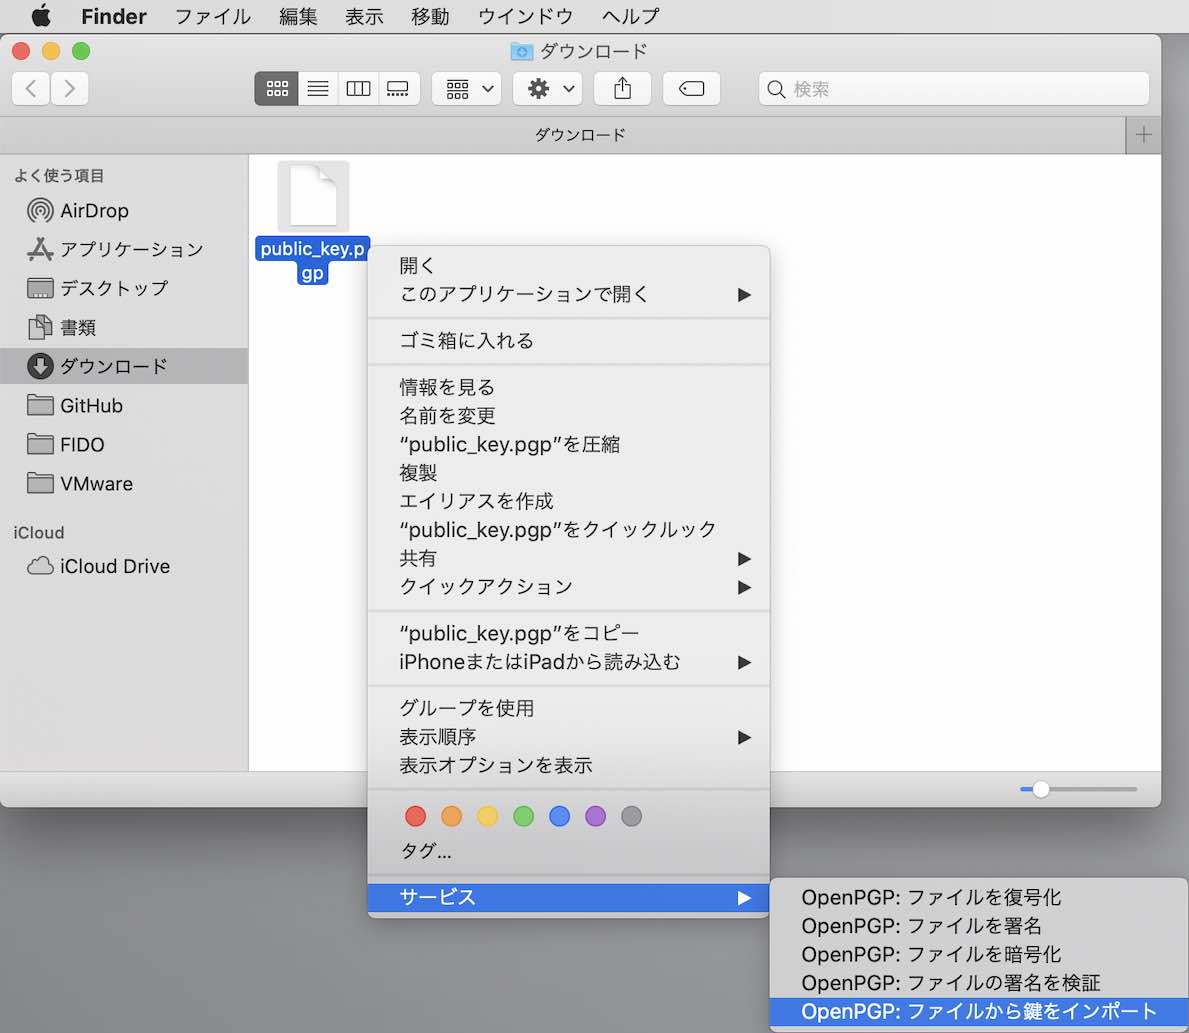 Finder ファイル 編集 表示 移動 ウインドウ ヘルプ
ダウンロード
検索
ダウンロード
よく使う項目
AirDrop
アプリケーション
デスクトップ
書類
ダウンロード
GitHub
FIDO
VMware
iCloud
iCloud Drive
public_key.p
gp
開く
このアプリケーションで開く
ゴミ箱に入れる
情報を見る
名前を変更
“public_key.pgp”を圧縮
複製
エイリアスを作成
“public_key.pgp”をクイックルック
共有
クイックアクション
“public_key.pgp”をコピー
iPhoneまたはiPadから読み込む
グループを使用
表示順序
表示オプションを表示
タグ...
サービス
OpenPGP: ファイルを復号化
OpenPGP: ファイルを署名
OpenPGP: ファイルを暗号化
OpenPGP: ファイルの署名を検証
OpenPGP: ファイルから鍵をインポート